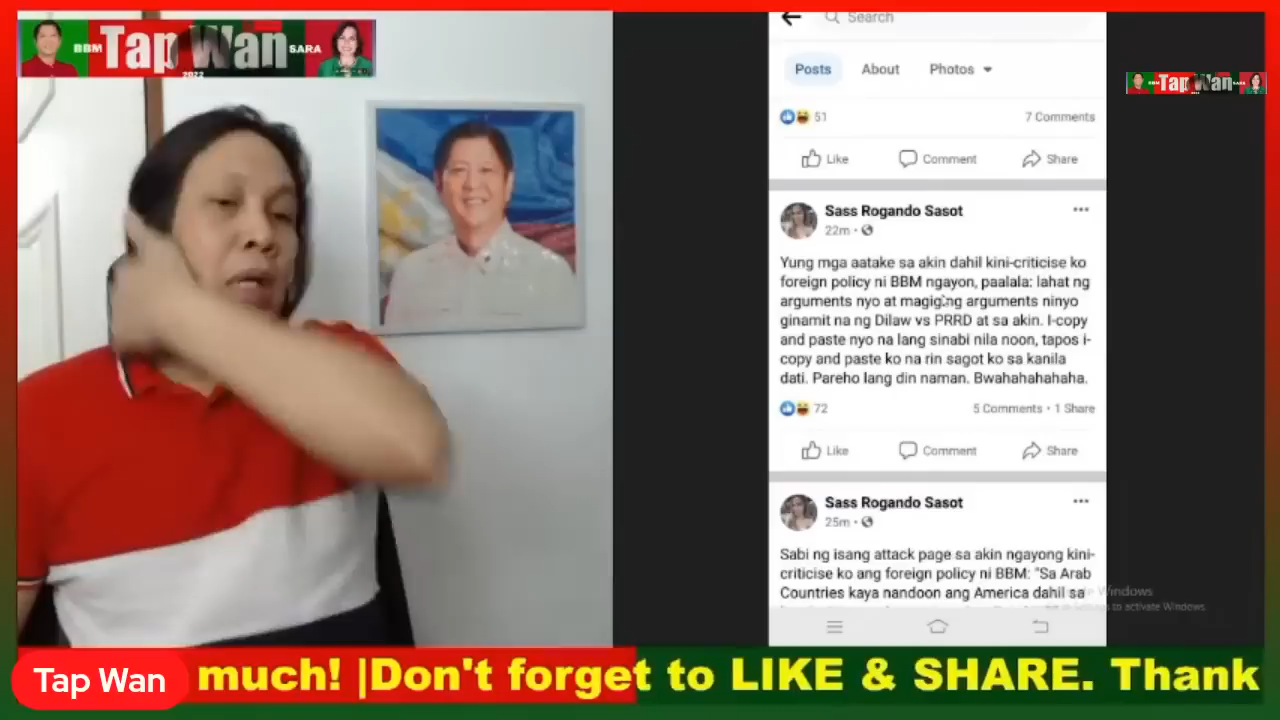 BBM Tap Wan SARA
2022
Search
Posts About Photos
51 7 Comments
Like Comment Share
Sass Rogando Sasot
22m
Yung mga aatake sa akin dahil kini-criticise ko
foreign policy ni BBM ngayon, paalala: lahat ng
arguments nyo at magiging arguments ninyo
ginamit na ng Dilaw vs PRRD at sa akin. I-copy
and paste nyo na lang sinabi nila noon, tapos i-
copy and paste ko na rin sagot ko sa kanila
dati. Pareho lang din naman. Bwahahahahaha.
72 5 Comments • 1 Share
Like Comment Share
Sass Rogando Sasot
25m
Sabi ng isang attack page sa akin ngayong kini-
criticise ko ang foreign policy ni BBM: "Sa Arab
Countries kaya nandoon ang America dahil sa
Windows
to activate Windows.
Tap Wan
Tap Wan
much! |Don't forget to LIKE & SHARE. Thank